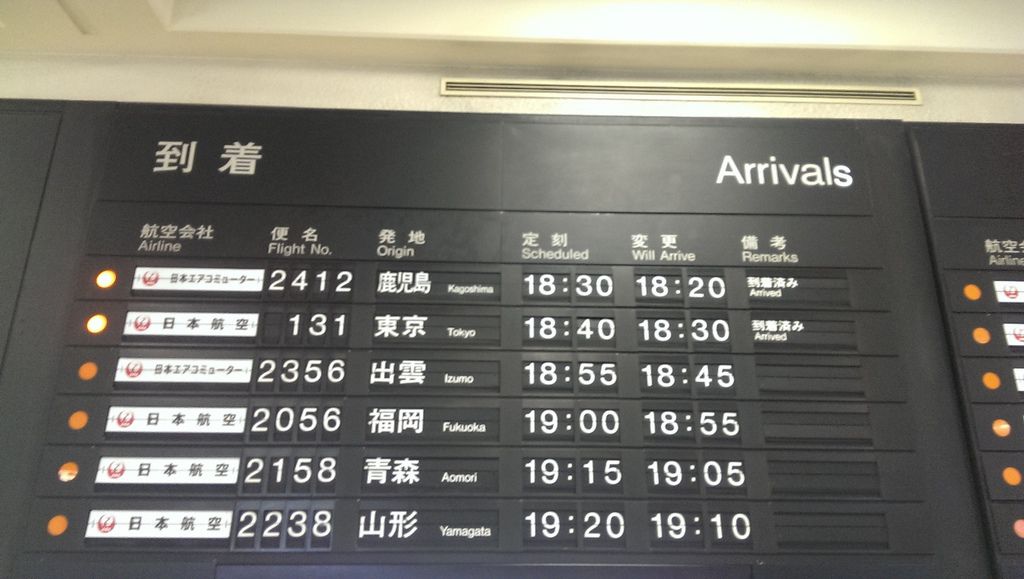 到着 Arrivals
航空会社 便名 発地 定刻 変更 備考
Airline Flight No. Origin Scheduled Will Arrive Remarks
日本エアコミューター 2412 鹿児島 Kagoshima 18:30 18:20 到着済み Arrived
日本航空 131 東京 Tokyo 18:40 18:30 到着済み Arrived
日本エアコミューター 2356 出雲 Izumo 18:55 18:45
日本航空 2056 福岡 Fukuoka 19:00 18:55
日本航空 2158 青森 Aomori 19:15 19:05
日本航空 2238 山形 Yamagata 19:20 19:10
航空
Airline